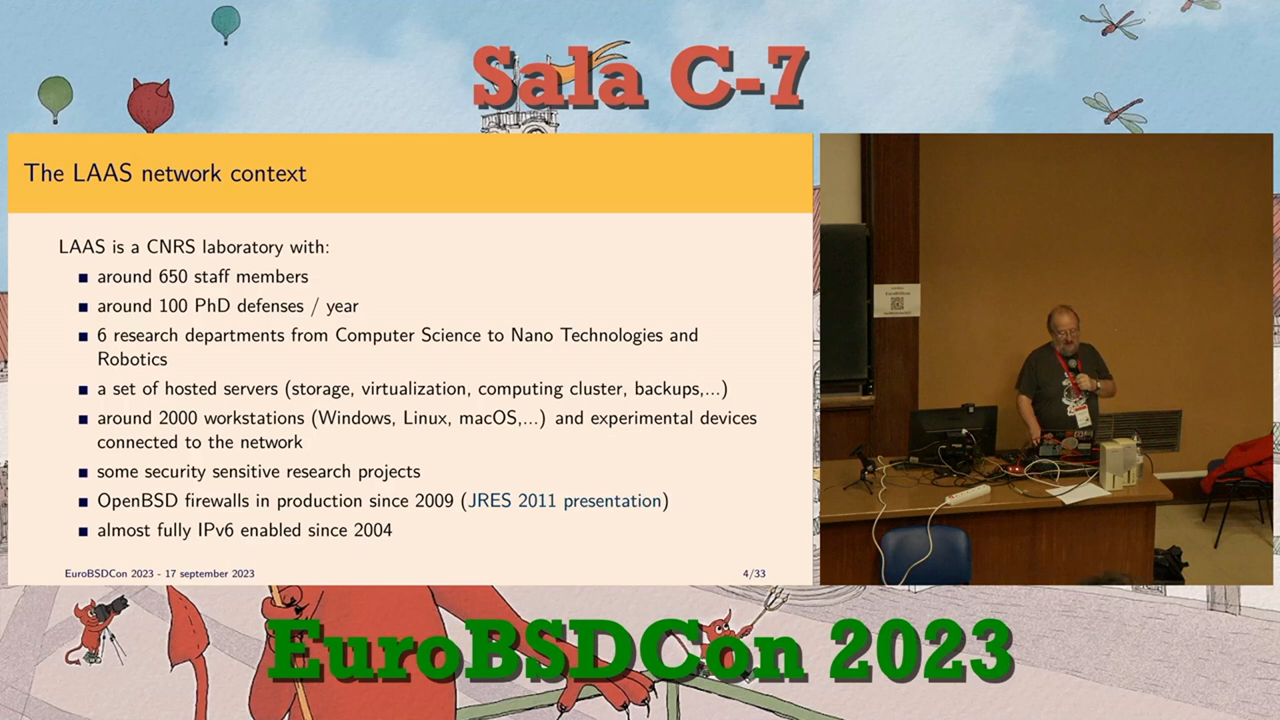 Sala C-7
The LAAS network context
LAAS is a CNRS laboratory with:
■ around 650 staff members
■ around 100 PhD defenses / year
■ 6 research departments from Computer Science to Nano Technologies and
Robotics
■ a set of hosted servers (storage, virtualization, computing cluster, backups,...)
■ around 2000 workstations (Windows, Linux, macOS,...) and experimental devices
connected to the network
■ some security sensitive research projects
■ OpenBSD firewalls in production since 2009 (JRES 2011 presentation)
■ almost fully IPv6 enabled since 2004
EuroBSDCon 2023 - 17 september 2023
4/33
EuroBSDCon 2023